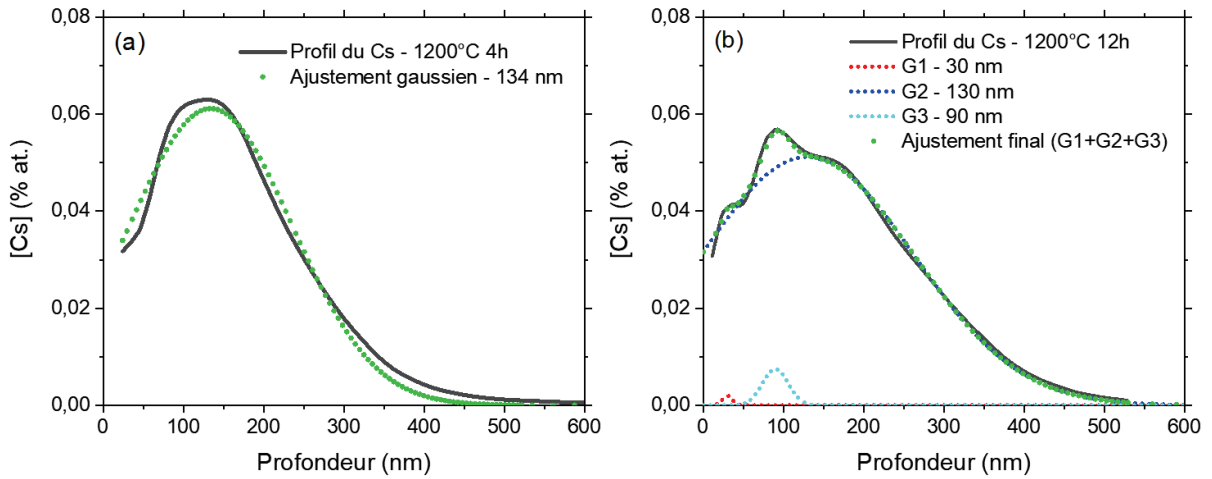 (a)
Profil du Cs - 1200°C 4h
Ajustement gaussien - 134 nm
[Cs] (% at.)
0,08
0,06
0,04
0,02
0,00
0 100 200 300 400 500 600
Profondeur (nm)
(b)
Profil du Cs - 1200°C 12h
G1 - 30 nm
G2 - 130 nm
G3 - 90 nm
Ajustement final (G1+G2+G3)
[Cs] (% at.)
0,08
0,06
0,04
0,02
0,00
0 100 200 300 400 500 600
Profondeur (nm)